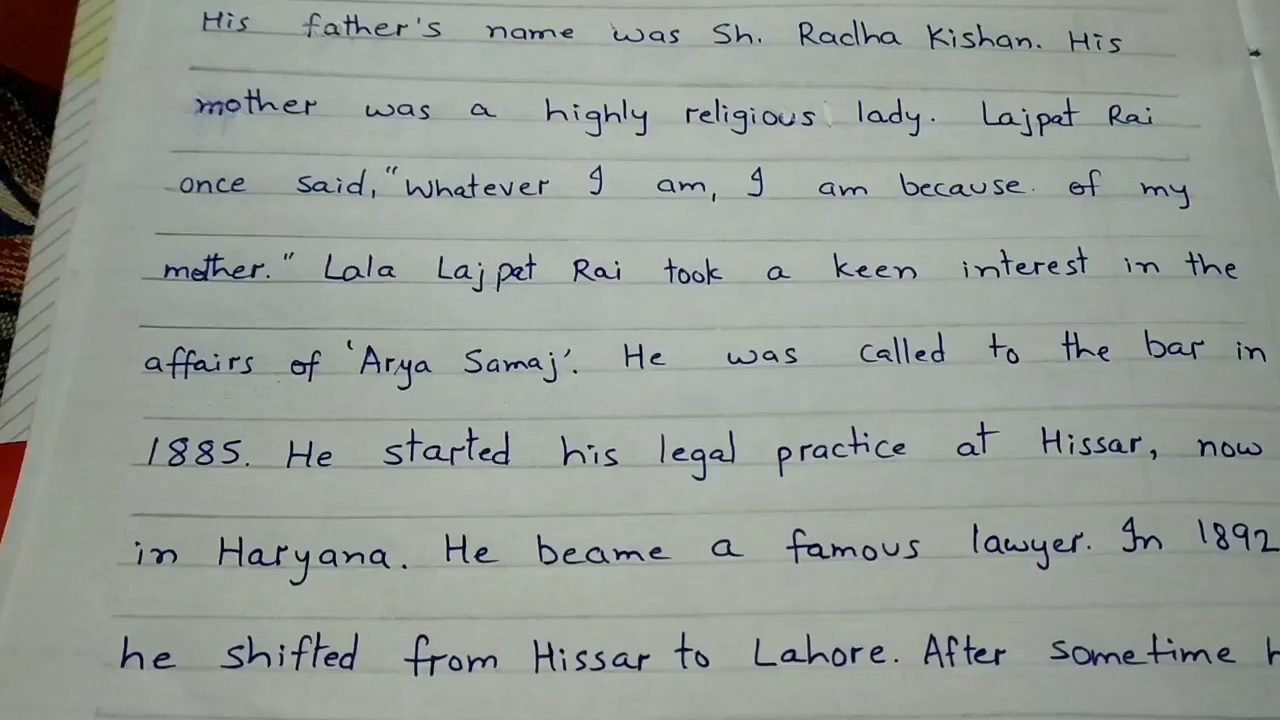 His father's name was Sh. Radha Kishan. His
mother was a highly religious lady. Lajpat Rai
once said, "Whatever I am, I am because of my
mother." Lala Lajpat Rai took a keen interest in the
affairs of 'Arya Samaj'. He was called to the bar in
1885. He started his legal practice at Hissar, now
in Haryana. He beame a famous lawyer. In 1892
he shifted from Hissar to Lahore. After sometime